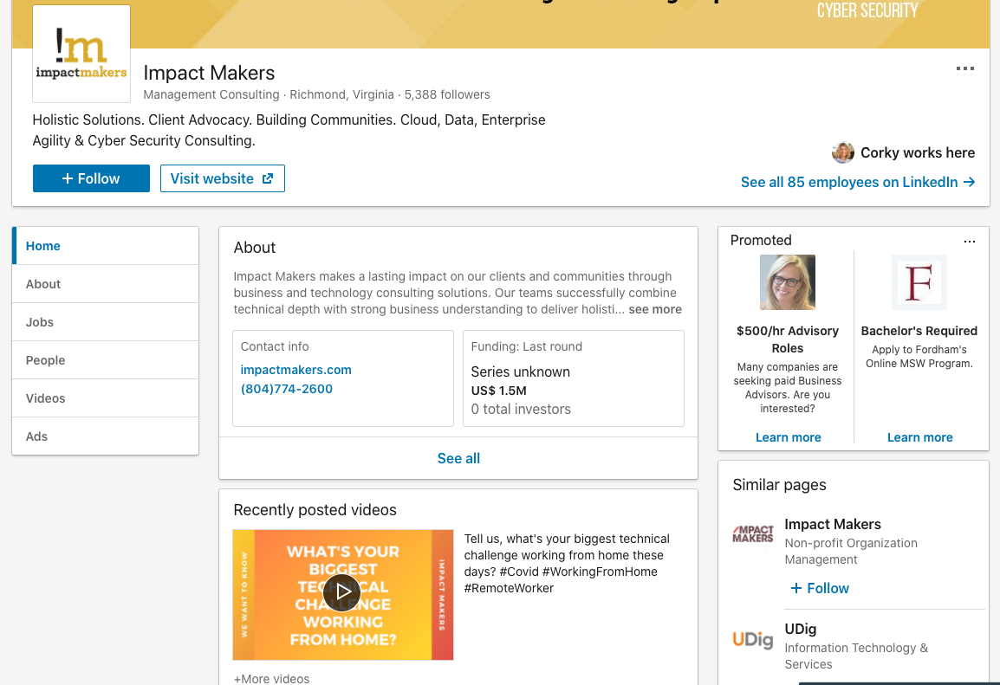 CYBER SECURITY
!m
impactmakers
Impact Makers
Management Consulting · Richmond, Virginia · 5,388 followers
Holistic Solutions. Client Advocacy. Building Communities. Cloud, Data, Enterprise
Agility & Cyber Security Consulting.
Corky works here
+ Follow
Visit website
See all 85 employees on LinkedIn →
Home
About
Jobs
People
Videos
Ads
About
Impact Makers makes a lasting impact on our clients and communities through
business and technology consulting solutions. Our teams successfully combine
technical depth with strong business understanding to deliver holisti... see more
Contact info
impactmakers.com
(804)774-2600
Funding: Last round
Series unknown
US$ 1.5M
0 total investors
See all
Recently posted videos
WE WANT TO KNOW
WHAT'S YOUR
BIGGEST
TECHNICAL
CHALLENGE
WORKING
FROM HOME?
IMPACT MAKERS
Tell us, what's your biggest technical
challenge working from home these
days? #Covid #WorkingFromHome
#RemoteWorker
+More videos
Promoted
...
$500/hr Advisory
Roles
Many companies are
seeking paid Business
Advisors. Are you
interested?
Learn more
F
Bachelor's Required
Apply to Fordham's
Online MSW Program.
Learn more
Similar pages
IMPACT
MAKERS
Impact Makers
Non-profit Organization
Management
+ Follow
UDig
UDig
Information Technology &
Services